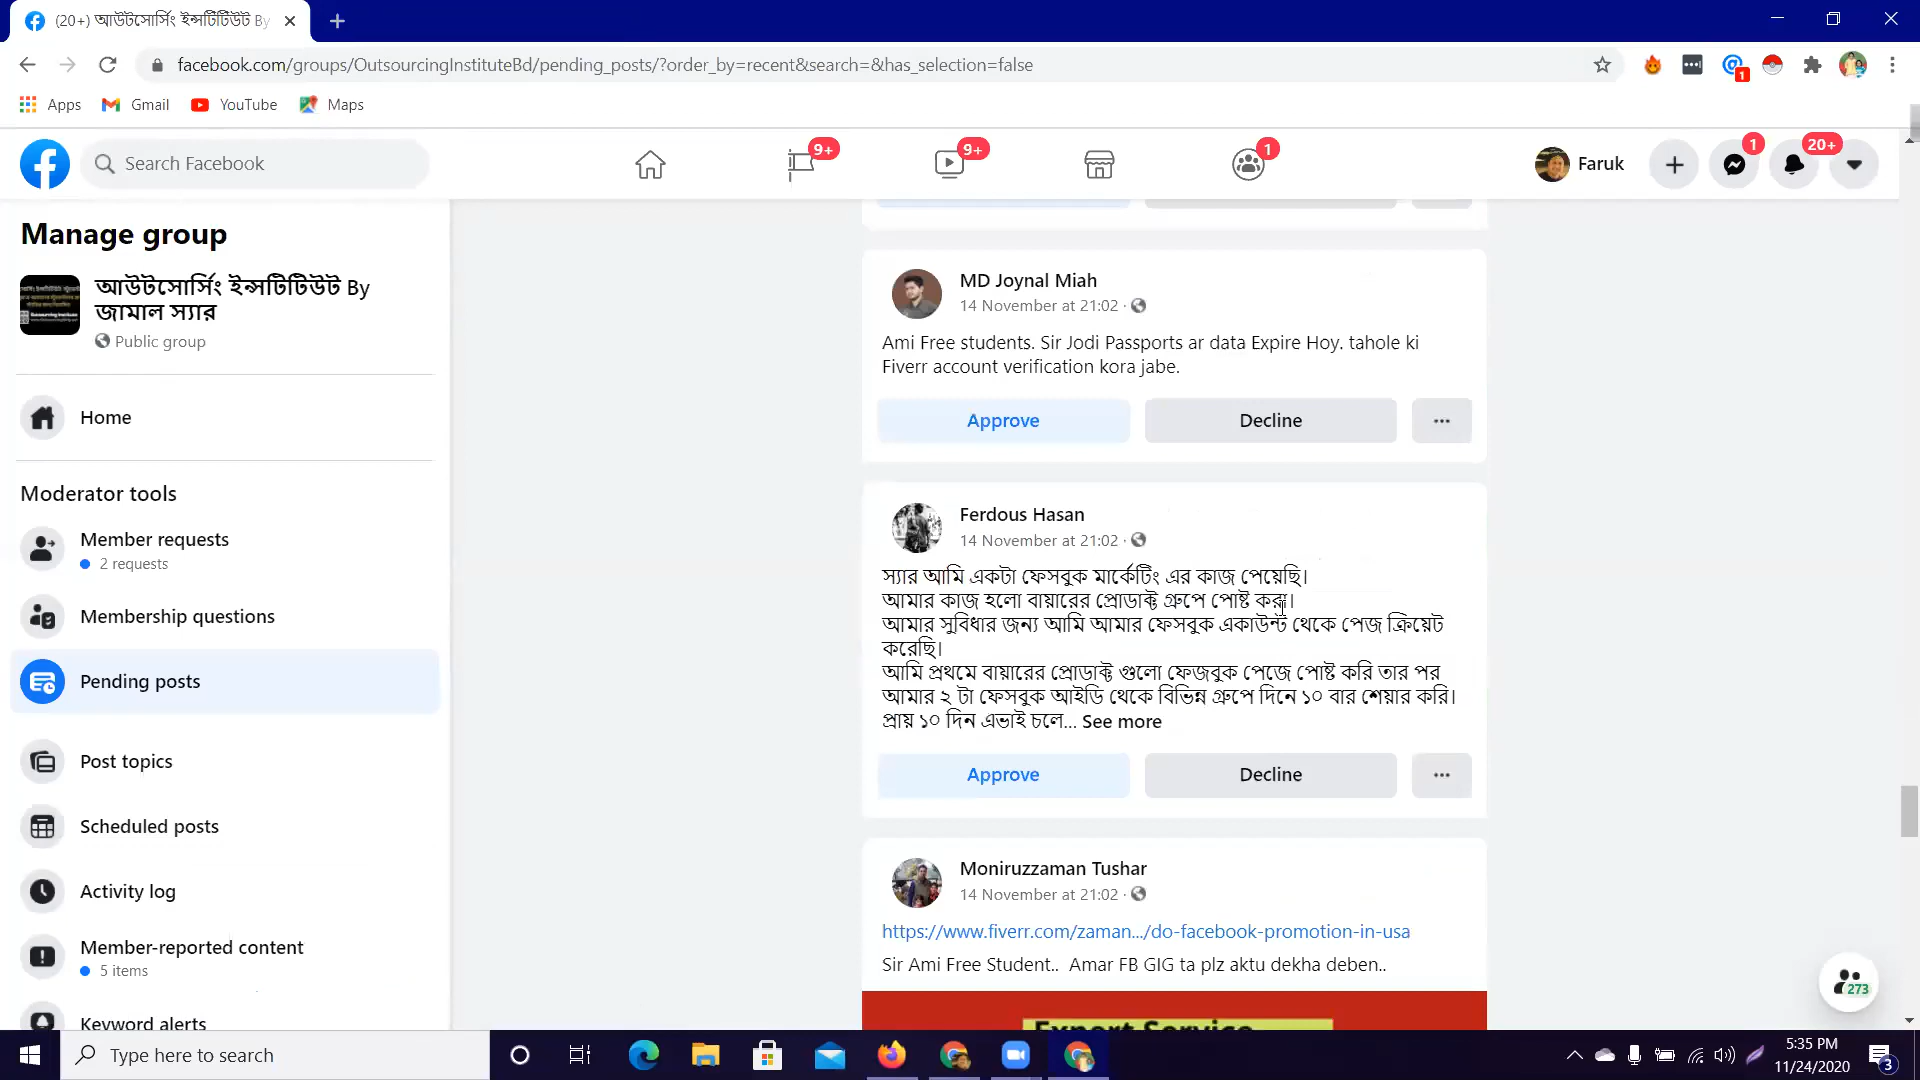 (20+) আউটসোর্সিং ইন্সটিটিউট By
facebook.com/groups/OutsourcingInstituteBd/pending_posts/?order_by=recent&search=&has_selection=false
1
Apps
Gmail
YouTube
Maps
Search Facebook
9+
9+
1
Faruk
1
20+
Manage group
আউটসোর্সিং ইন্সটিটিউট By
জামাল স্যার
Public group
Home
Moderator tools
Member requests
2 requests
Membership questions
Pending posts
Post topics
Scheduled posts
Activity log
Member-reported content
5 items
Keyword alerts
MD Joynal Miah
14 November at 21:02 ·
Ami Free students. Sir Jodi Passports ar data Expire Hoy. tahole ki
Fiverr account verification kora jabe.
Approve
Decline
Ferdous Hasan
14 November at 21:02 ·
স্যার আমি একটা ফেসবুক মার্কেটিং এর কাজ পেয়েছি।
আমার কাজ হলো বায়ারের প্রোডাক্ট গ্রুপে পোষ্ট করা।
আমার সুবিধার জন্য আমি আমার ফেসবুক একাউন্ট থেকে পেজ ক্রিয়েট
করেছি।
আমি প্রথমে বায়ারের প্রোডাক্ট গুলো ফেজবুক পেজে পোষ্ট করি তার পর
আমার ২ টা ফেসবুক আইডি থেকে বিভিন্ন গ্রুপে দিনে ১০ বার শেয়ার করি।
প্রায় ১০ দিন এভাই চলে... See more
Approve
Decline
Moniruzzaman Tushar
14 November at 21:02 ·
https://www.fiverr.com/zaman.../do-facebook-promotion-in-usa
Sir Ami Free Student.. Amar FB GIG ta plz aktu dekha deben..
Expert Service
273
Type here to search
5:35 PM
11/24/2020
3